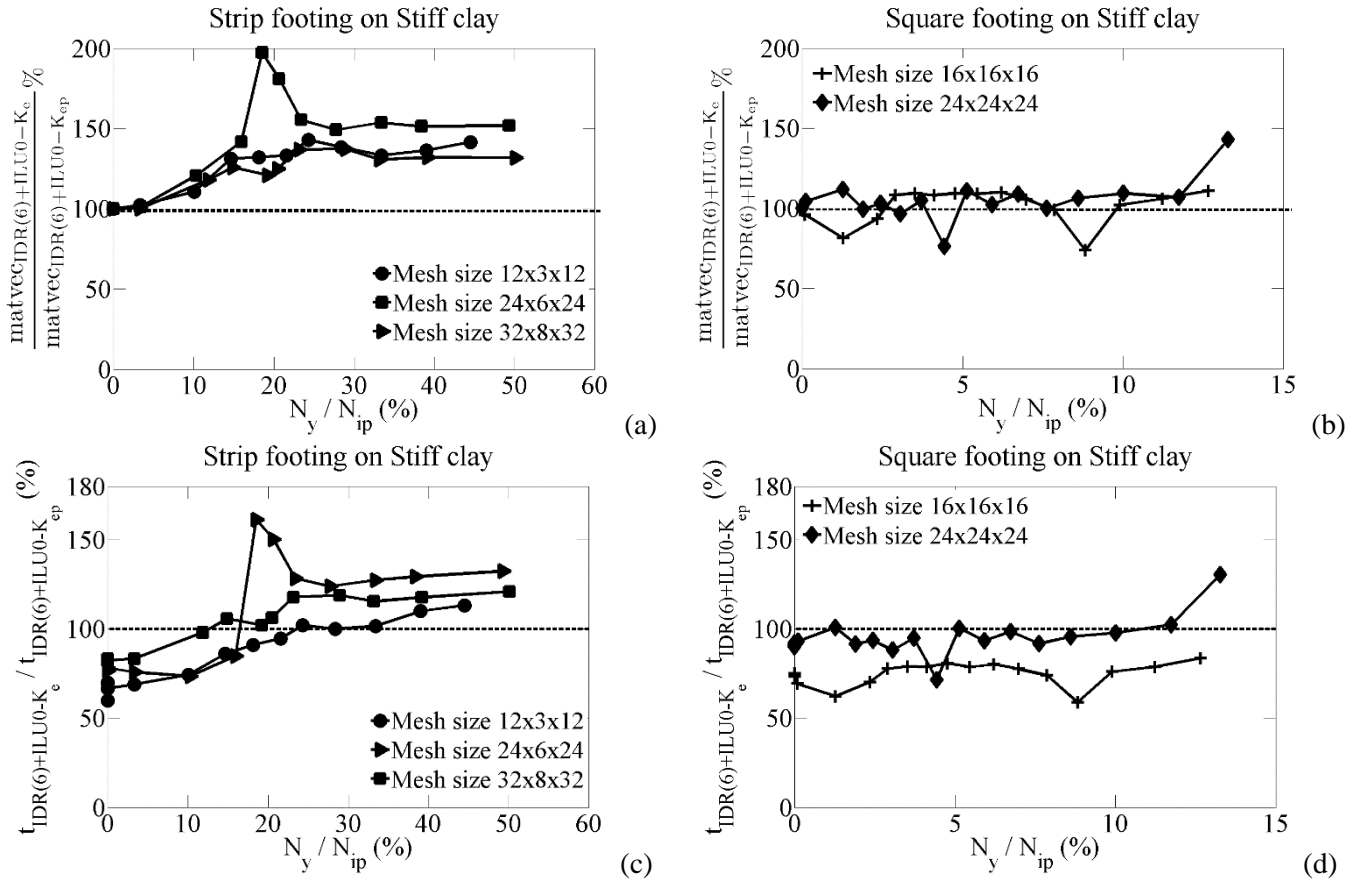 Strip footing on Stiff clay
matvec_IDR(6)+ILU0−K_e
matvec_IDR(6)+ILU0−K_ep
%
200
150
100
50
0
0 10 20 30 40 50 60
Mesh size 12x3x12
Mesh size 24x6x24
Mesh size 32x8x32
N_y / N_ip (%)
(a)
Square footing on Stiff clay
matvec_IDR(6)+ILU0−K_e
matvec_IDR(6)+ILU0−K_ep
%
200
150
100
50
0
0 5 10 15
Mesh size 16x16x16
Mesh size 24x24x24
N_y / N_ip (%)
(b)
Strip footing on Stiff clay
t_IDR(6)+ILU0-K_e / t_IDR(6)+ILU0-K_ep (%)
180
150
100
50
0
0 10 20 30 40 50 60
Mesh size 12x3x12
Mesh size 24x6x24
Mesh size 32x8x32
N_y / N_ip (%)
(c)
Square footing on Stiff clay
t_IDR(6)+ILU0-K_e / t_IDR(6)+ILU0-K_ep (%)
180
150
100
50
0
0 5 10 15
Mesh size 16x16x16
Mesh size 24x24x24
N_y / N_ip (%)
(d)